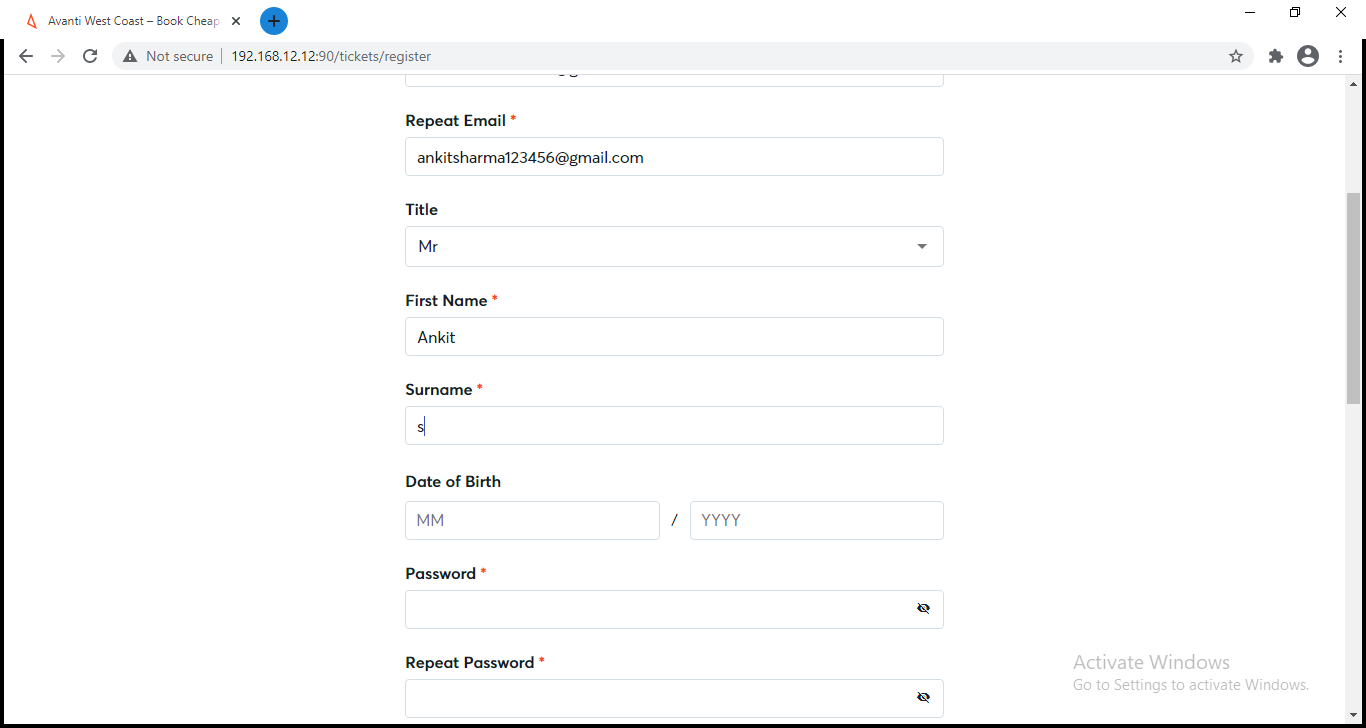 Avanti West Coast – Book Cheap
Not secure
192.168.12.12:90/tickets/register
Repeat Email *
ankitsharma123456@gmail.com
Title
Mr
First Name *
Ankit
Surname *
s
Date of Birth
MM / YYYY
Password *
Repeat Password *
Activate Windows
Go to Settings to activate Windows.